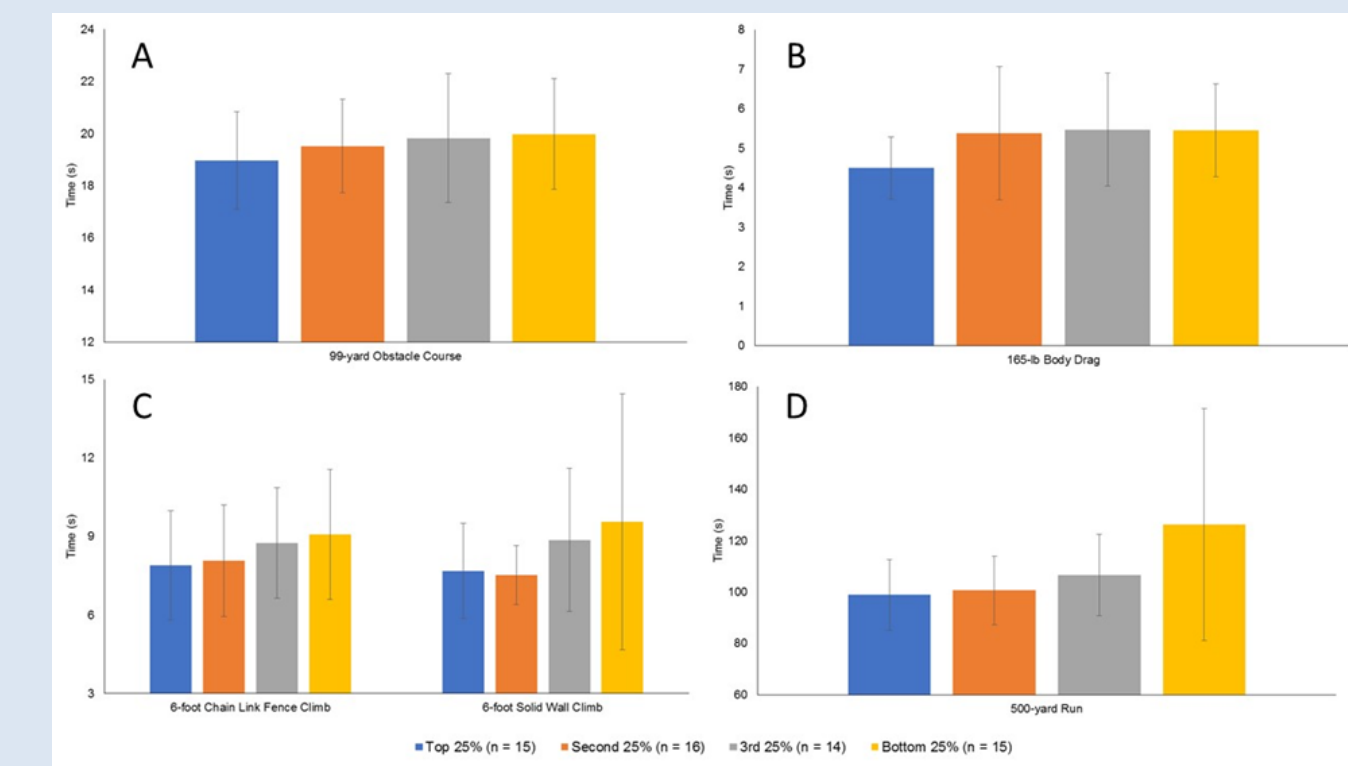 A
24
22
20
18
16
14
12
Time (s)
99-yard Obstacle Course
B
8
7
6
5
4
3
2
1
0
Time (s)
165-lb Body Drag
C
15
12
9
6
3
Time (s)
6-foot Chain Link Fence Climb
6-foot Solid Wall Climb
D
180
160
140
120
100
80
60
Time (s)
500-yard Run
Top 25% (n = 15) Second 25% (n = 16) 3rd 25% (n = 14) Bottom 25% (n = 15)